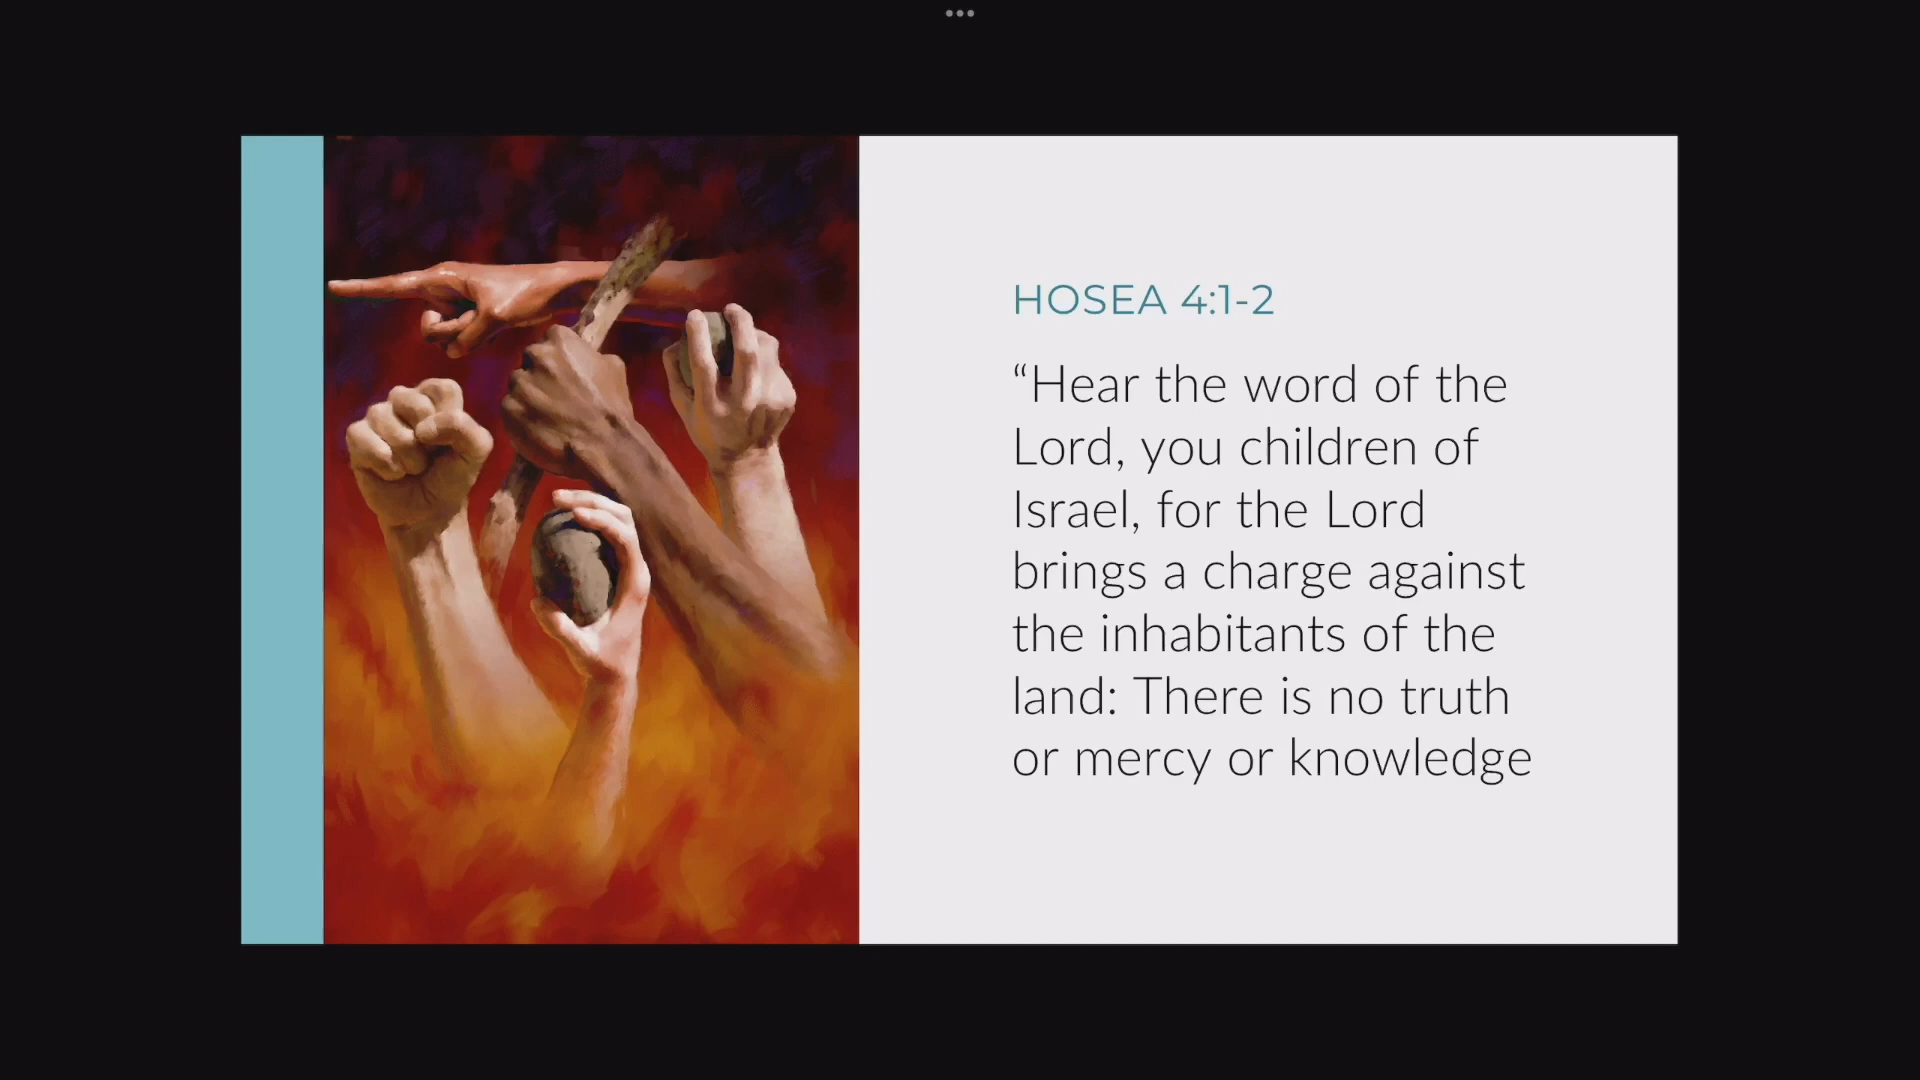 HOSEA 4:1-2
“Hear the word of the
Lord, you children of
Israel, for the Lord
brings a charge against
the inhabitants of the
land: There is no truth
or mercy or knowledge